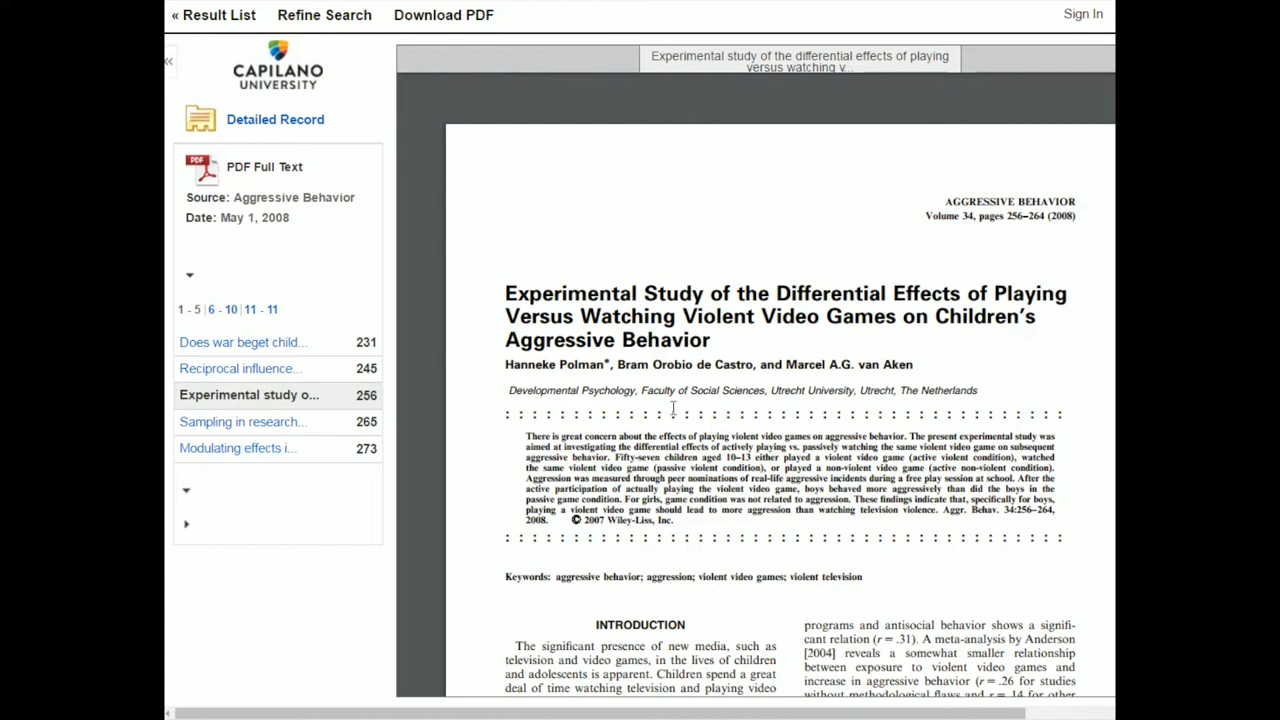 « Result List Refine Search Download PDF Sign In
«
CAPILANO
UNIVERSITY
Detailed Record
PDF
PDF Full Text
Source: Aggressive Behavior
Date: May 1, 2008
1 - 5 | 6 - 10 | 11 - 11
Does war beget child... 231
Reciprocal influence... 245
Experimental study o... 256
Sampling in research... 265
Modulating effects i... 273
Experimental study of the differential effects of playing
versus watching v...
AGGRESSIVE BEHAVIOR
Volume 34, pages 256–264 (2008)
Experimental Study of the Differential Effects of Playing
Versus Watching Violent Video Games on Children's
Aggressive Behavior
Hanneke Polman*, Bram Orobio de Castro, and Marcel A.G. van Aken
Developmental Psychology, Faculty of Social Sciences, Utrecht University, Utrecht, The Netherlands
There is great concern about the effects of playing violent video games on aggressive behavior. The present experimental study was
aimed at investigating the differential effects of actively playing vs. passively watching the same violent video game on subsequent
aggressive behavior. Fifty-seven children aged 10–13 either played a violent video game (active violent condition), watched
the same violent video game (passive violent condition), or played a non-violent video game (active non-violent condition).
Aggression was measured through peer nominations of real-life aggressive incidents during a free play session at school. After the
active participation of actually playing the violent video game, boys behaved more aggressively than did the boys in the
passive game condition. For girls, game condition was not related to aggression. These findings indicate that, specifically for boys,
playing a violent video game should lead to more aggression than watching television violence. Aggr. Behav. 34:256–264,
2008. © 2007 Wiley-Liss, Inc.
Keywords: aggressive behavior; aggression; violent video games; violent television
INTRODUCTION
The significant presence of new media, such as
television and video games, in the lives of children
and adolescents is apparent. Children spend a great
deal of time watching television and playing video
programs and antisocial behavior shows a signifi-
cant relation (r = .31). A meta-analysis by Anderson
[2004] reveals a somewhat smaller relationship
between exposure to violent video games and
increase in aggressive behavior (r = .26 for studies
without methodological flaws and r = .14 for other